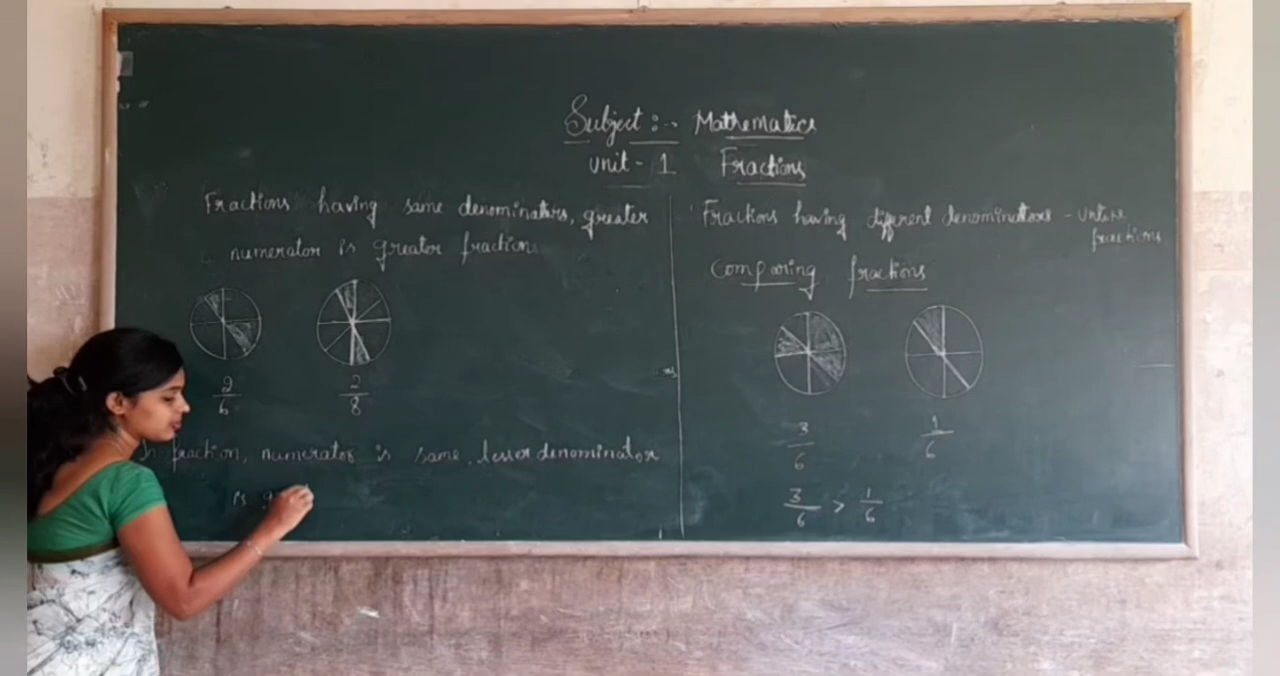 Subject :- Mathematics
Unit - 1 Fractions
Fractions having same denominators, greater
numerator is greater fraction.
2/6 2/8
In fraction, numerator is same, lesser denominator
is
Fractions having different denominators - unlike
fractions
Comparing fractions
3/6 1/6
3/6 > 1/6